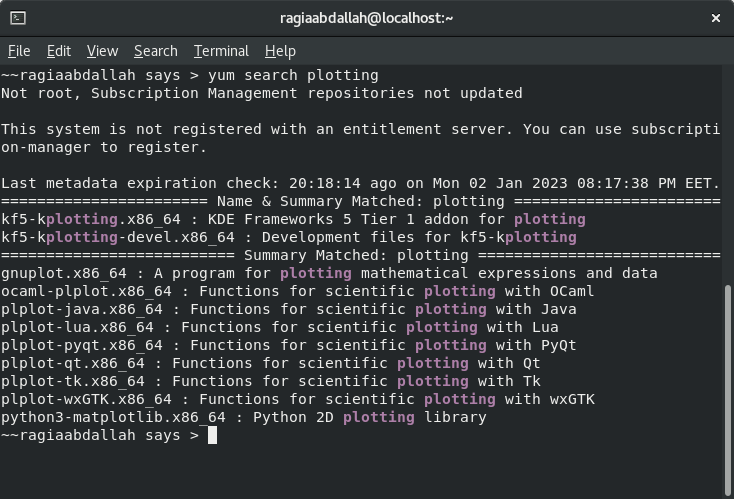 ragiaabdallah@localhost:~
File Edit View Search Terminal Help
~~ragiaabdallah says > yum search plotting
Not root, Subscription Management repositories not updated
This system is not registered with an entitlement server. You can use subscripti
on-manager to register.
Last metadata expiration check: 20:18:14 ago on Mon 02 Jan 2023 08:17:38 PM EET.
======================= Name & Summary Matched: plotting =======================
kf5-kplotting.x86_64 : KDE Frameworks 5 Tier 1 addon for plotting
kf5-kplotting-devel.x86_64 : Development files for kf5-kplotting
========================== Summary Matched: plotting ===========================
gnuplot.x86_64 : A program for plotting mathematical expressions and data
ocaml-plplot.x86_64 : Functions for scientific plotting with OCaml
plplot-java.x86_64 : Functions for scientific plotting with Java
plplot-lua.x86_64 : Functions for scientific plotting with Lua
plplot-pyqt.x86_64 : Functions for scientific plotting with PyQt
plplot-qt.x86_64 : Functions for scientific plotting with Qt
plplot-tk.x86_64 : Functions for scientific plotting with Tk
plplot-wxGTK.x86_64 : Functions for scientific plotting with wxGTK
python3-matplotlib.x86_64 : Python 2D plotting library
~~ragiaabdallah says >